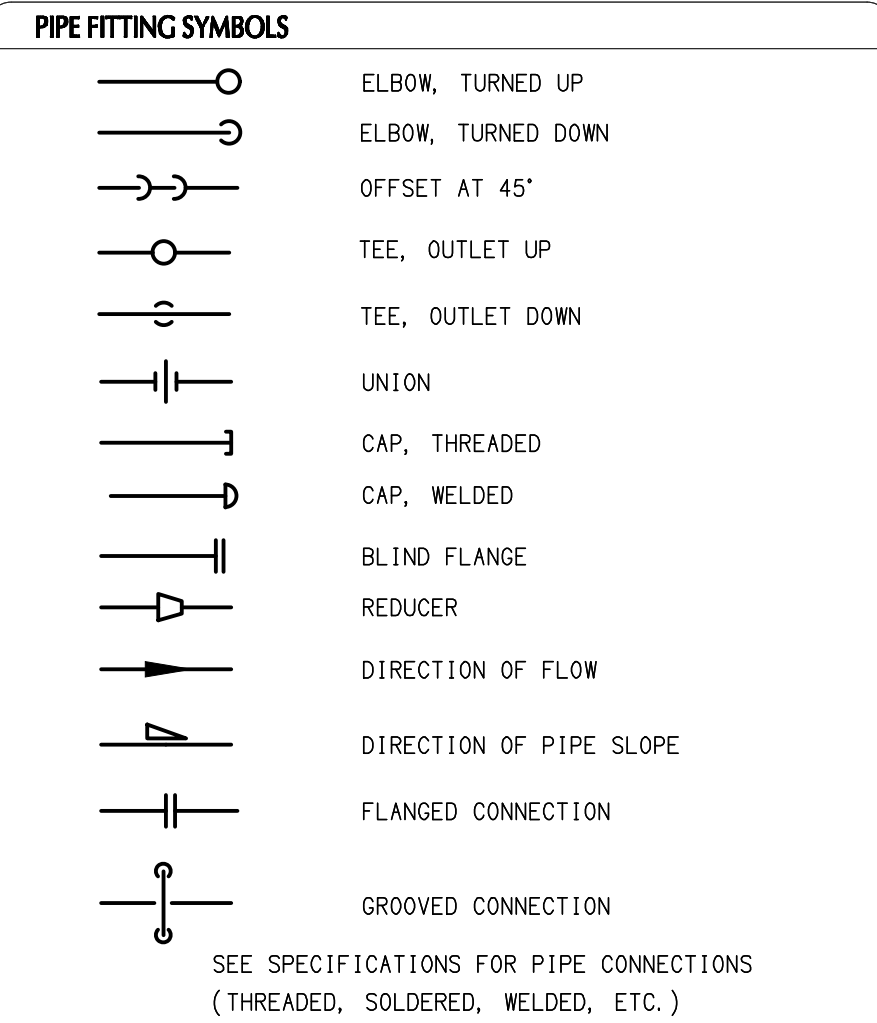 PIPE FITTING SYMBOLS
ELBOW, TURNED UP
ELBOW, TURNED DOWN
OFFSET AT 45°
TEE, OUTLET UP
TEE, OUTLET DOWN
UNION
CAP, THREADED
CAP, WELDED
BLIND FLANGE
REDUCER
DIRECTION OF FLOW
DIRECTION OF PIPE SLOPE
FLANGED CONNECTION
GROOVED CONNECTION
SEE SPECIFICATIONS FOR PIPE CONNECTIONS
(THREADED, SOLDERED, WELDED, ETC.)